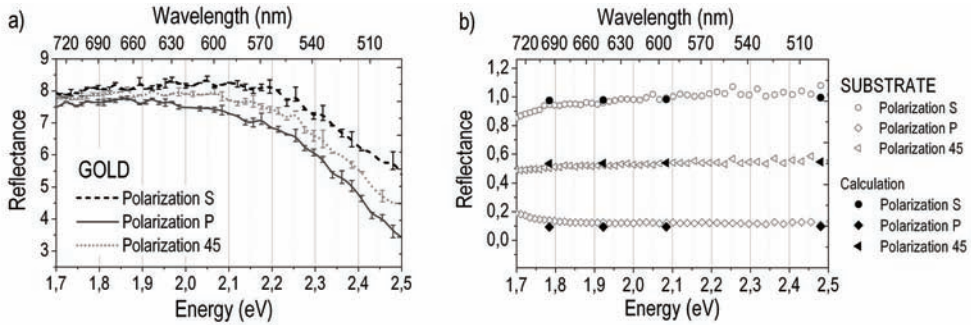 a)
Wavelength (nm)
720 690 660 630 600 570 540 510
9
8
7
6
5
4
3
Reflectance
GOLD
Polarization S
Polarization P
Polarization 45
1,7 1,8 1,9 2,0 2,1 2,2 2,3 2,4 2,5
Energy (eV)
b)
Wavelength (nm)
720 690 660 630 600 570 540 510
1,2
1,0
0,8
0,6
0,4
0,2
0,0
Reflectance
1,7 1,8 1,9 2,0 2,1 2,2 2,3 2,4 2,5
Energy (eV)
SUBSTRATE
Polarization S
Polarization P
Polarization 45
Calculation
Polarization S
Polarization P
Polarization 45